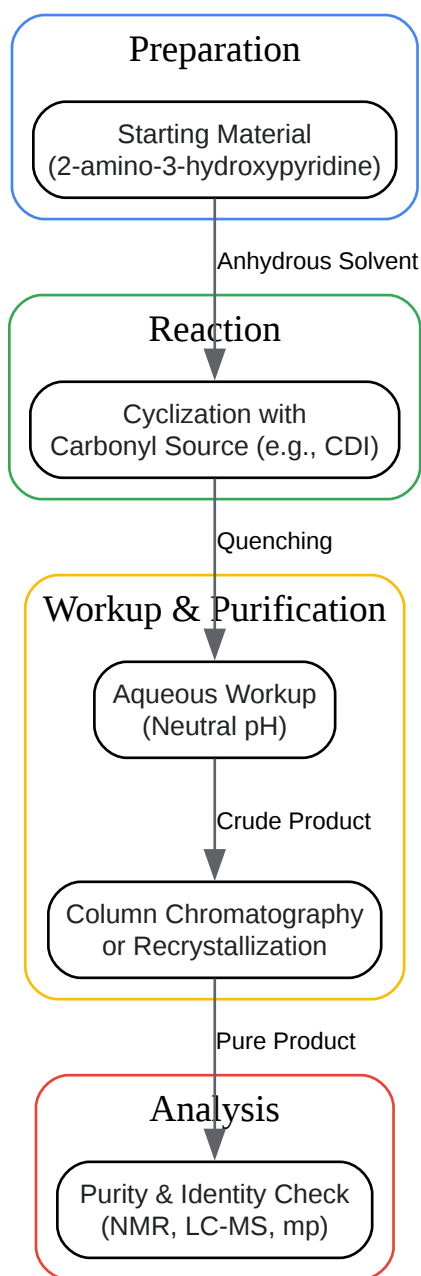 Preparation
Starting Material
(2-amino-3-hydroxypyridine)
Anhydrous Solvent
Reaction
Cyclization with
Carbonyl Source (e.g., CDI)
Quenching
Workup & Purification
Aqueous Workup
(Neutral pH)
Crude Product
Column Chromatography
or Recrystallization
Pure Product
Analysis
Purity & Identity Check
(NMR, LC-MS, mp)